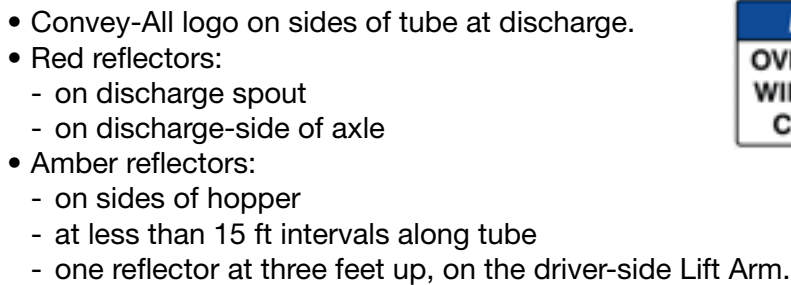 • Convey-All logo on sides of tube at discharge.
• Red reflectors:
- on discharge spout
- on discharge-side of axle
• Amber reflectors:
- on sides of hopper
- at less than 15 ft intervals along tube
- one reflector at three feet up, on the driver-side Lift Arm.